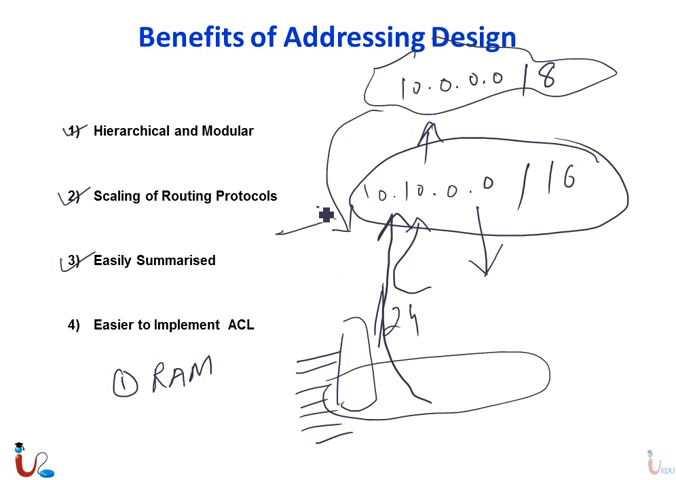 Benefits of Addressing Design
10.0.0.0/8
1) Hierarchical and Modular
10.10.0.0/16
2) Scaling of Routing Protocols
3) Easily Summarised
/24
4) Easier to Implement ACL
① RAM
URDU